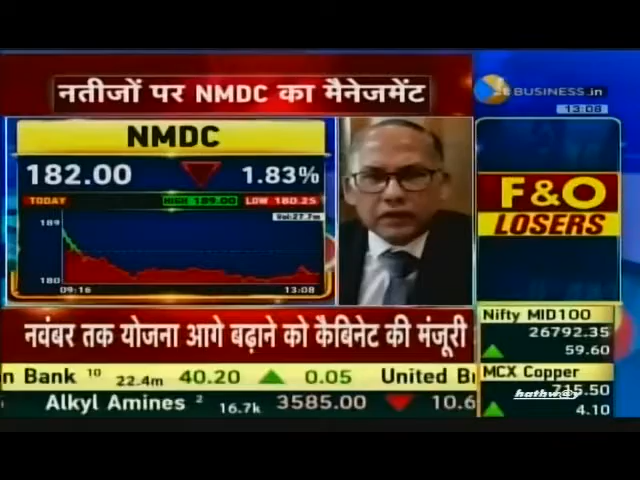 नतीजों पर NMDC का मैनेजमेंट
BUSINESS.in
13:08
NMDC
182.00 1.83%
TODAY HIGH 189.00 LOW 180.25
Vol:27.7m
189
180
09:16 13:08
F&O
LOSERS
नवंबर तक योजना आगे बढ़ाने को कैबिनेट की मंजूरी
Nifty MID100
26792.35
59.60
MCX Copper
715.50
4.10
hathw@y
n Bank 10 22.4m 40.20 0.05 United B
Alkyl Amines 2 16.7k 3585.00 10.6